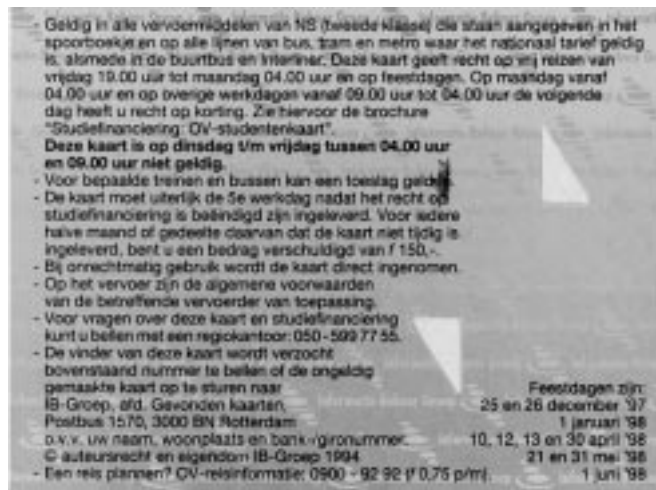 - Geldig in alle vervoermiddelen van NS (tweede klasse) die staan aangegeven in het
spoorboekje en op alle lijnen van bus, tram en metro waar het nationaal tarief geldig
is, alsmede in de buurtbus en Interliner. Deze kaart geeft recht op vrij reizen van
vrijdag 19.00 uur tot maandag 04.00 uur en op feestdagen. Op maandag vanaf
04.00 uur en op overige werkdagen vanaf 09.00 uur tot 04.00 uur de volgende
dag heeft u recht op korting. Zie hiervoor de brochure
"Studiefinanciering: OV-studentenkaart".
Deze kaart is op dinsdag t/m vrijdag tussen 04.00 uur
en 09.00 uur niet geldig.
- Voor bepaalde treinen en bussen kan een toeslag gelden.
- De kaart moet uiterlijk de 5e werkdag nadat het recht op
studiefinanciering is beëindigd zijn ingeleverd. Voor iedere
halve maand of gedeelte daarvan dat de kaart niet tijdig is
ingeleverd, bent u een bedrag verschuldigd van f 150,-.
- Bij onrechtmatig gebruik wordt de kaart direct ingenomen.
- Op het vervoer zijn de algemene voorwaarden
van de betreffende vervoerder van toepassing.
- Voor vragen over deze kaart en studiefinanciering
kunt u bellen met een regiokantoor: 050-599 77 55.
- De vinder van deze kaart wordt verzocht
bovenstaand nummer te bellen of de ongeldig
gemaakte kaart op te sturen naar
IB-Groep, afd. Gevonden kaarten,
Postbus 1570, 3000 BN Rotterdam
o.v.v. uw naam, woonplaats en bank-/gironummer.
© auteursrecht en eigendom IB-Groep 1994
- Een reis plannen? OV-reisinformatie: 0900 - 92 92 (f 0,75 p/m).
Feestdagen zijn:
25 en 26 december '97
1 januari '98
10, 12, 13 en 30 april '98
21 en 31 mei '98
1 juni '98